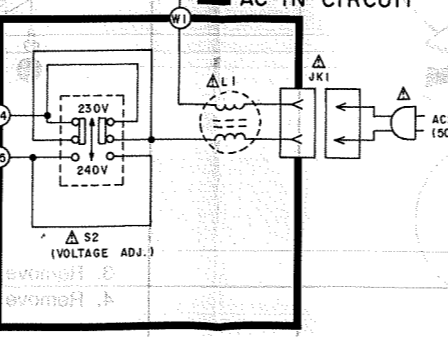 AC IN CIRCUIT
W1
JK1
L1
230V
4
AC
(50
5
240V
S2
(VOLTAGE ADJ.)
3. Remove
4. Remove